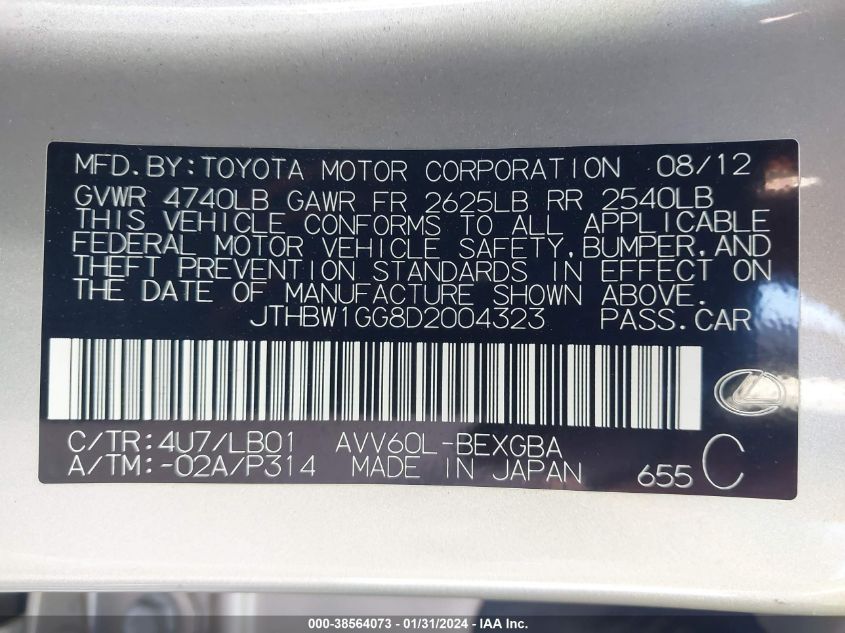 MFD.BY:TOYOTA MOTOR CORPORATION 08/12
GVWR 4740LB GAWR FR 2625LB RR 2540LB
THIS VEHICLE CONFORMS TO ALL APPLICABLE
FEDERAL MOTOR VEHICLE SAFETY,BUMPER,AND
THEFT PREVENTION STANDARDS IN EFFECT ON
THE DATE OF MANUFACTURE SHOWN ABOVE.
JTHBW1GG8D2004323 PASS.CAR
C/TR:4U7/LB01 AVV60L-BEXGBA
A/TM:-02A/P314 MADE IN JAPAN 655 C
000-38564073 - 01/31/2024 - IAA Inc.